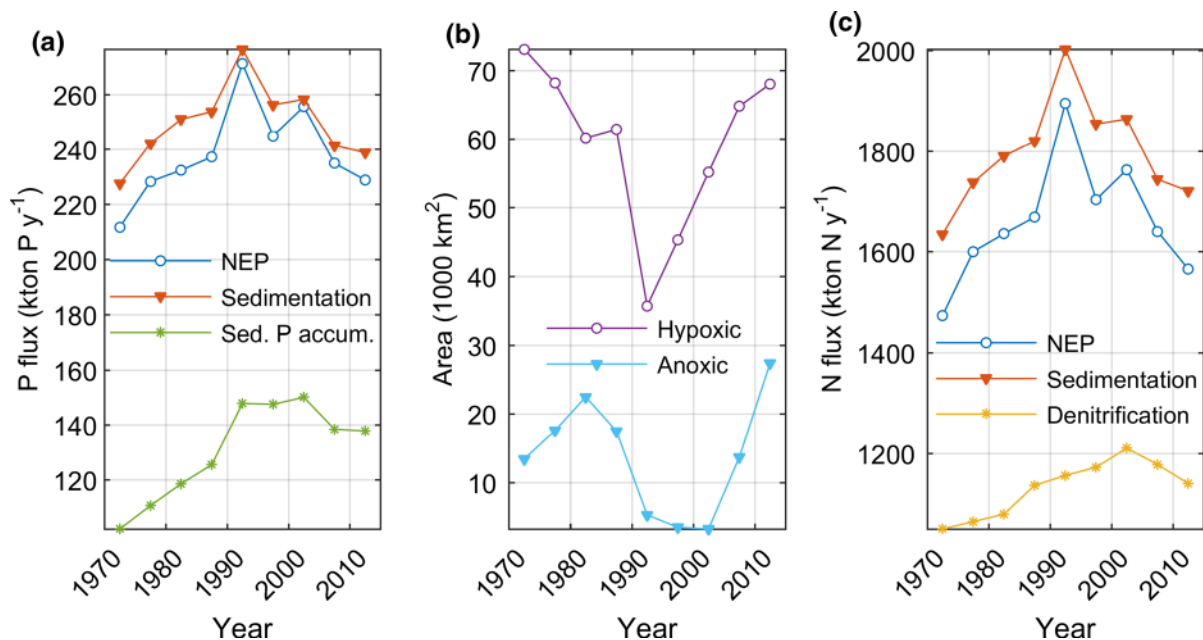 (a)
P flux (kton P y⁻¹)
260
240
220
200
180
160
140
120
NEP
Sedimentation
Sed. P accum.
1970
1980
1990
2000
2010
Year
(b)
Area (1000 km²)
70
60
50
40
30
20
10
Hypoxic
Anoxic
1970
1980
1990
2000
2010
Year
(c)
N flux (kton N y⁻¹)
2000
1800
1600
1400
1200
NEP
Sedimentation
Denitrification
1970
1980
1990
2000
2010
Year